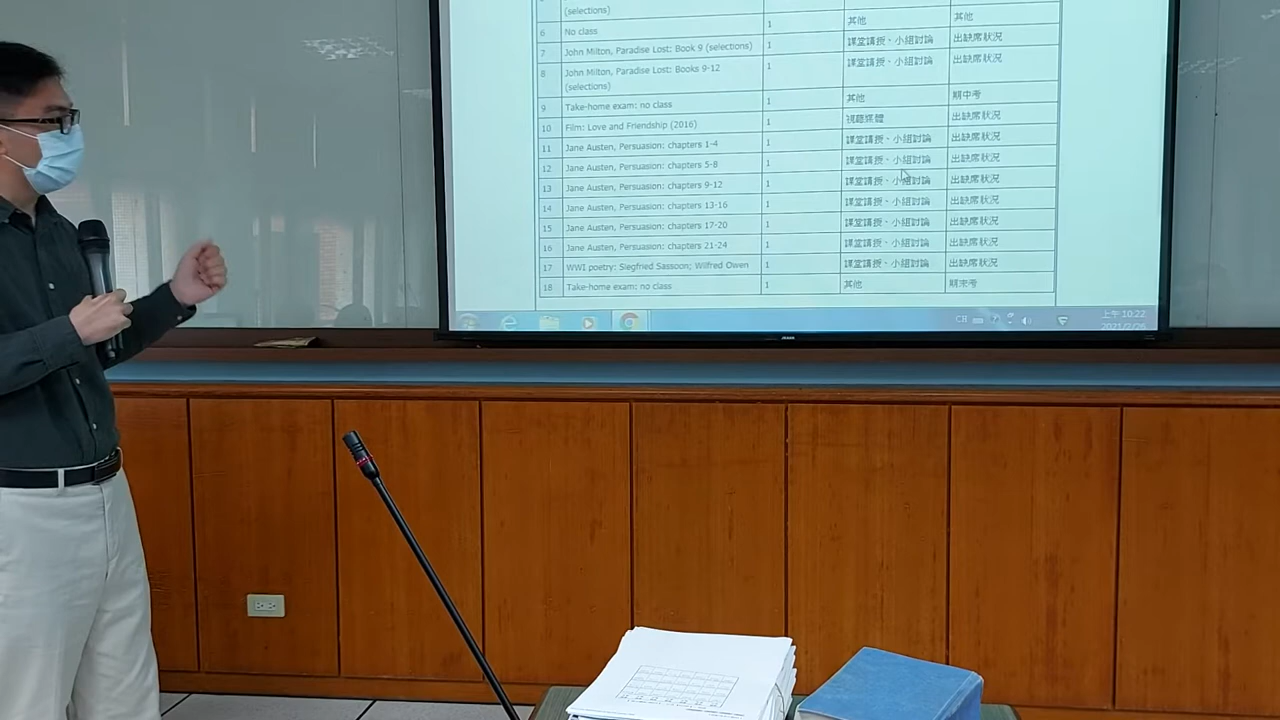 (selections)
6 No class 1 其他 其他
7 John Milton, Paradise Lost: Book 9 (selections) 1 課堂講授、小組討論 出缺席狀況
8 John Milton, Paradise Lost: Books 9-12 1 課堂講授、小組討論 出缺席狀況
(selections)
9 Take-home exam: no class 1 其他 期中考
10 Film: Love and Friendship (2016) 1 視聽媒體 出缺席狀況
11 Jane Austen, Persuasion: chapters 1-4 1 課堂講授、小組討論 出缺席狀況
12 Jane Austen, Persuasion: chapters 5-8 1 課堂講授、小組討論 出缺席狀況
13 Jane Austen, Persuasion: chapters 9-12 1 課堂講授、小組討論 出缺席狀況
14 Jane Austen, Persuasion: chapters 13-16 1 課堂講授、小組討論 出缺席狀況
15 Jane Austen, Persuasion: chapters 17-20 1 課堂講授、小組討論 出缺席狀況
16 Jane Austen, Persuasion: chapters 21-24 1 課堂講授、小組討論 出缺席狀況
17 WWI poetry: Siegfried Sassoon; Wilfred Owen 1 課堂講授、小組討論 出缺席狀況
18 Take-home exam: no class 1 其他 期末考
CH 上午 10:22
2021/2/26